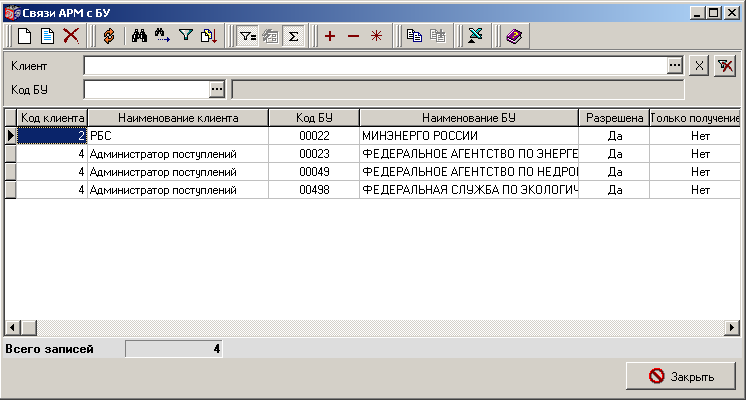 Связи АРМ с БУ
Клиент
Код БУ
Код клиента Наименование клиента Код БУ Наименование БУ Разрешена Только получение
2 РБС 00022 МИНЭНЕРГО РОССИИ Да Нет
4 Администратор поступлений 00023 ФЕДЕРАЛЬНОЕ АГЕНТСТВО ПО ЭНЕРГЕ Да Нет
4 Администратор поступлений 00049 ФЕДЕРАЛЬНОЕ АГЕНТСТВО ПО НЕДРО Да Нет
4 Администратор поступлений 00498 ФЕДЕРАЛЬНАЯ СЛУЖБА ПО ЭКОЛОГИЧ Да Нет
Всего записей 4
Закрыть